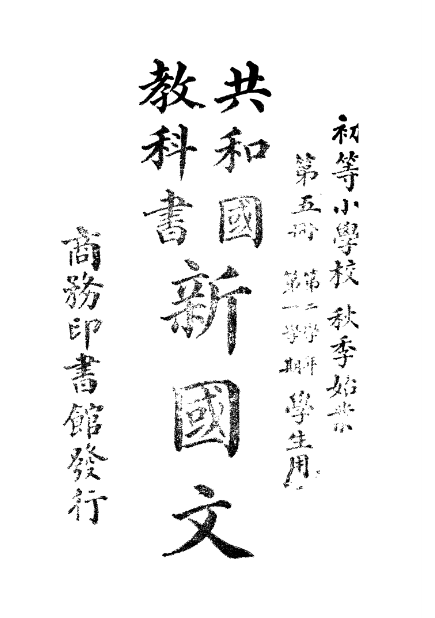 初等小學校 秋季始業
第五冊
第二學年
第一學期
學生用
共和國
教科書
新國文
商務印書館發行